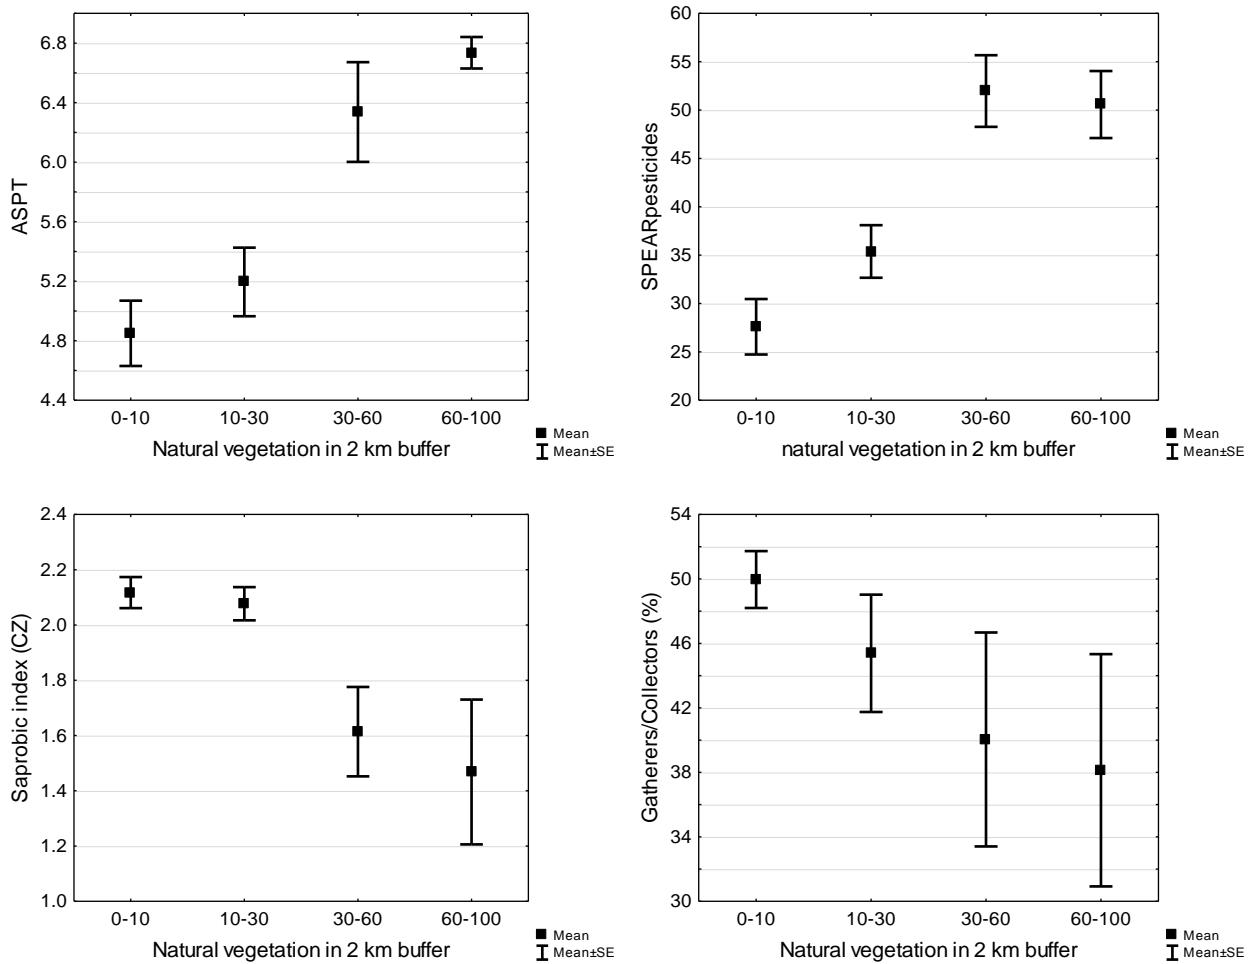 ASPT
6.8
6.4
6.0
5.6
5.2
4.8
4.4
0-10 10-30 30-60 60-100
Natural vegetation in 2 km buffer
Mean
Mean±SE
SPEARpesticides
60
55
50
45
40
35
30
25
20
0-10 10-30 30-60 60-100
natural vegetation in 2 km buffer
Mean
Mean±SE
Saprobic index (CZ)
2.4
2.2
2.0
1.8
1.6
1.4
1.2
1.0
0-10 10-30 30-60 60-100
Natural vegetation in 2 km buffer
Mean
Mean±SE
Gatherers/Collectors (%)
54
50
46
42
38
34
30
0-10 10-30 30-60 60-100
Natural vegetation in 2 km buffer
Mean
Mean±SE